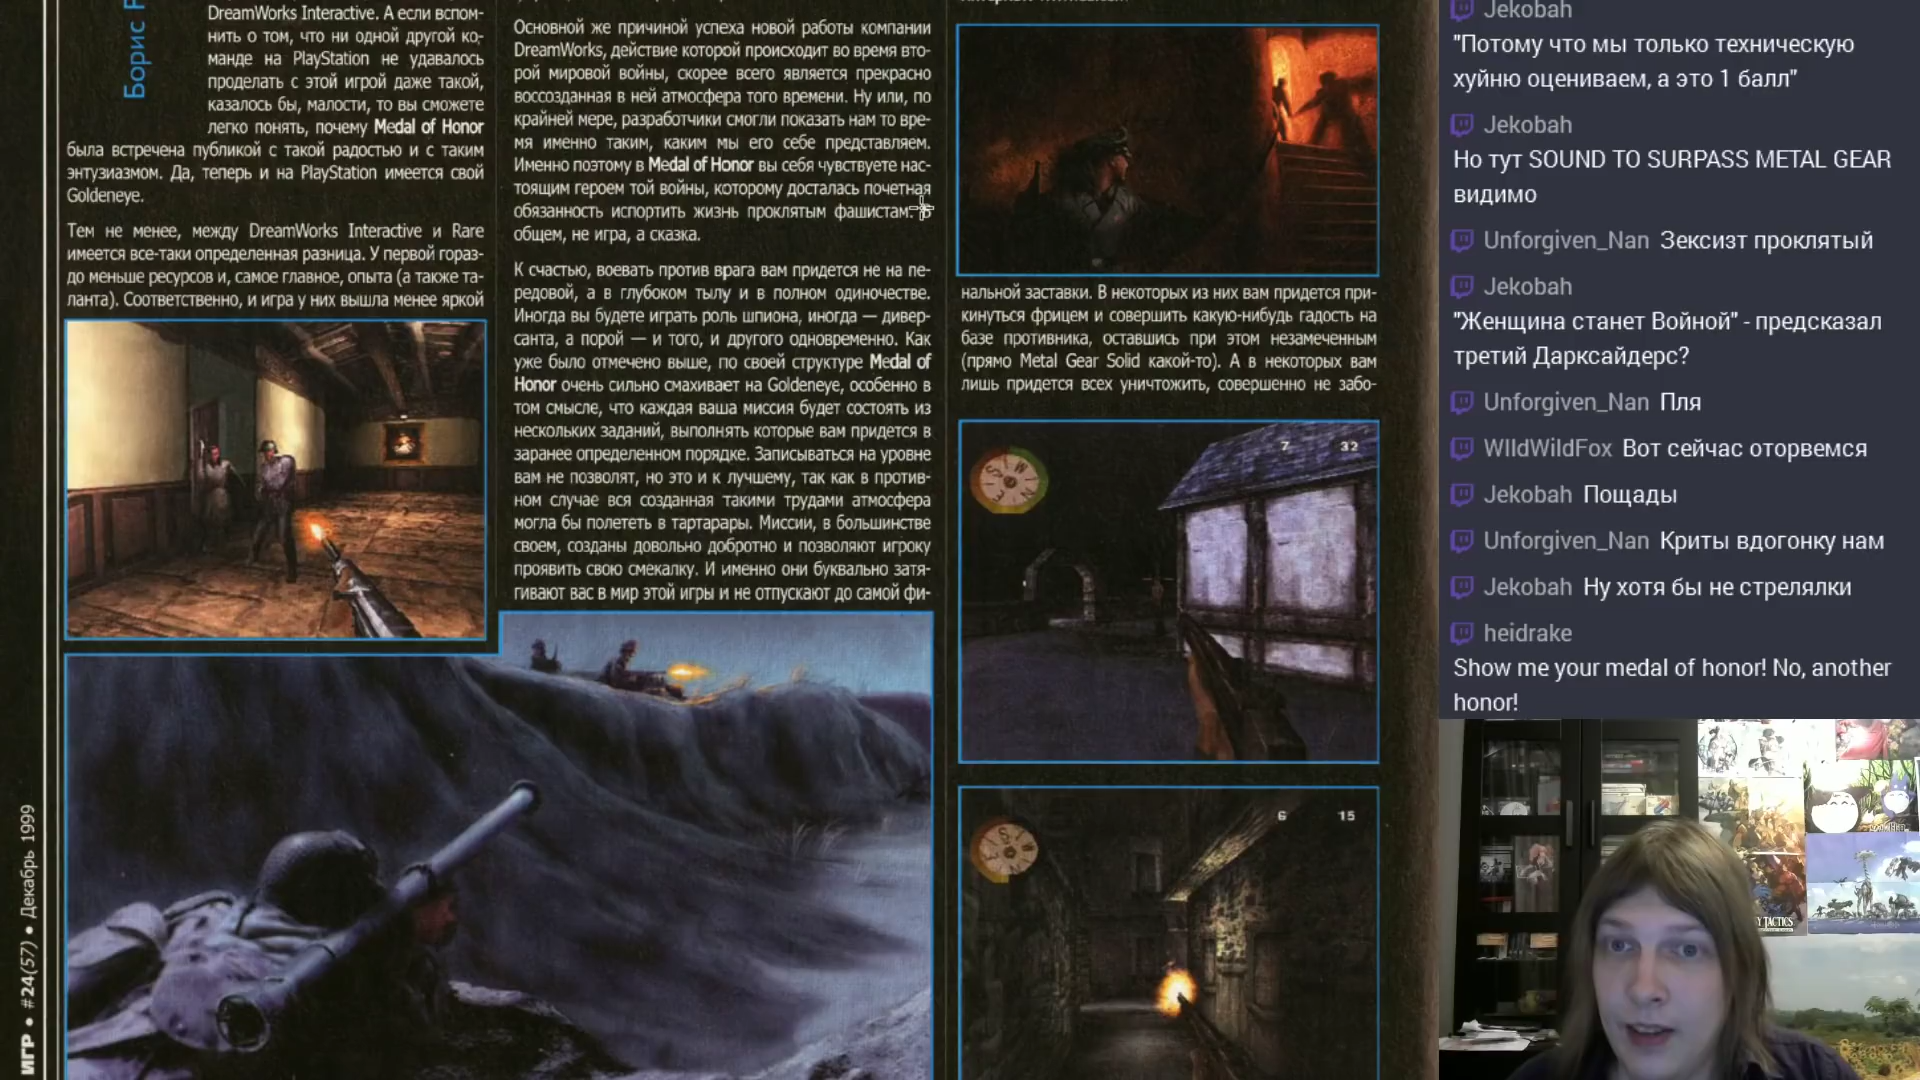 DreamWorks Interactive. А если вспом-
нить о том, что ни одной другой ко-
манде на PlayStation не удавалось
проделать с этой игрой даже такой,
казалось бы, малости, то вы сможете
легко понять, почему Medal of Honor
была встречена публикой с такой радостью и с таким
энтузиазмом. Да, теперь и на PlayStation имеется свой
Goldeneye.
Тем не менее, между DreamWorks Interactive и Rare
имеется все-таки определенная разница. У первой гораз-
до меньше ресурсов и, самое главное, опыта (а также та-
ланта). Соответственно, и игра у них вышла менее яркой
Борис
ИГР • #24(57) • Декабрь 1999
Основной же причиной успеха новой работы компании
DreamWorks, действие которой происходит во время вто-
рой мировой войны, скорее всего является прекрасно
воссозданная в ней атмосфера того времени. Ну или, по
крайней мере, разработчики смогли показать нам то вре-
мя именно таким, каким мы его себе представляем.
Именно поэтому в Medal of Honor вы себя чувствуете нас-
тоящим героем той войны, которому досталась почетная
обязанность испортить жизнь проклятым фашистам. В
общем, не игра, а сказка.
К счастью, воевать против врага вам придется не на пе-
редовой, а в глубоком тылу и в полном одиночестве.
Иногда вы будете играть роль шпиона, иногда — дивер-
санта, а порой — и того, и другого одновременно. Как
уже было отмечено выше, по своей структуре Medal of
Honor очень сильно смахивает на Goldeneye, особенно в
том смысле, что каждая ваша миссия будет состоять из
нескольких заданий, выполнять которые вам придется в
заранее определенном порядке. Записываться на уровне
вам не позволят, но это и к лучшему, так как в против-
ном случае вся созданная такими трудами атмосфера
могла бы полететь в тартарары. Миссии, в большинстве
своем, созданы довольно добротно и позволяют игроку
проявить свою смекалку. И именно они буквально затя-
гивают вас в мир этой игры и не отпускают до самой фи-
нальной заставки. В некоторых из них вам придется при-
кинуться фрицем и совершить какую-нибудь гадость на
базе противника, оставшись при этом незамеченным
(прямо Metal Gear Solid какой-то). А в некоторых вам
лишь придется всех уничтожить, совершенно не забо-
7 32
6 15
Jekobah
"Потому что мы только техническую
хуйню оцениваем, а это 1 балл"
Jekobah
Но тут SOUND TO SURPASS METAL GEAR
видимо
Unforgiven_Nan Зексизт проклятый
Jekobah
"Женщина станет Войной" - предсказал
третий Дарксайдерс?
Unforgiven_Nan Пля
WIldWildFox Вот сейчас оторвемся
Jekobah Пощады
Unforgiven_Nan Криты вдогонку нам
Jekobah Ну хотя бы не стрелялки
heidrake
Show me your medal of honor! No, another
honor!
Y TACTICS